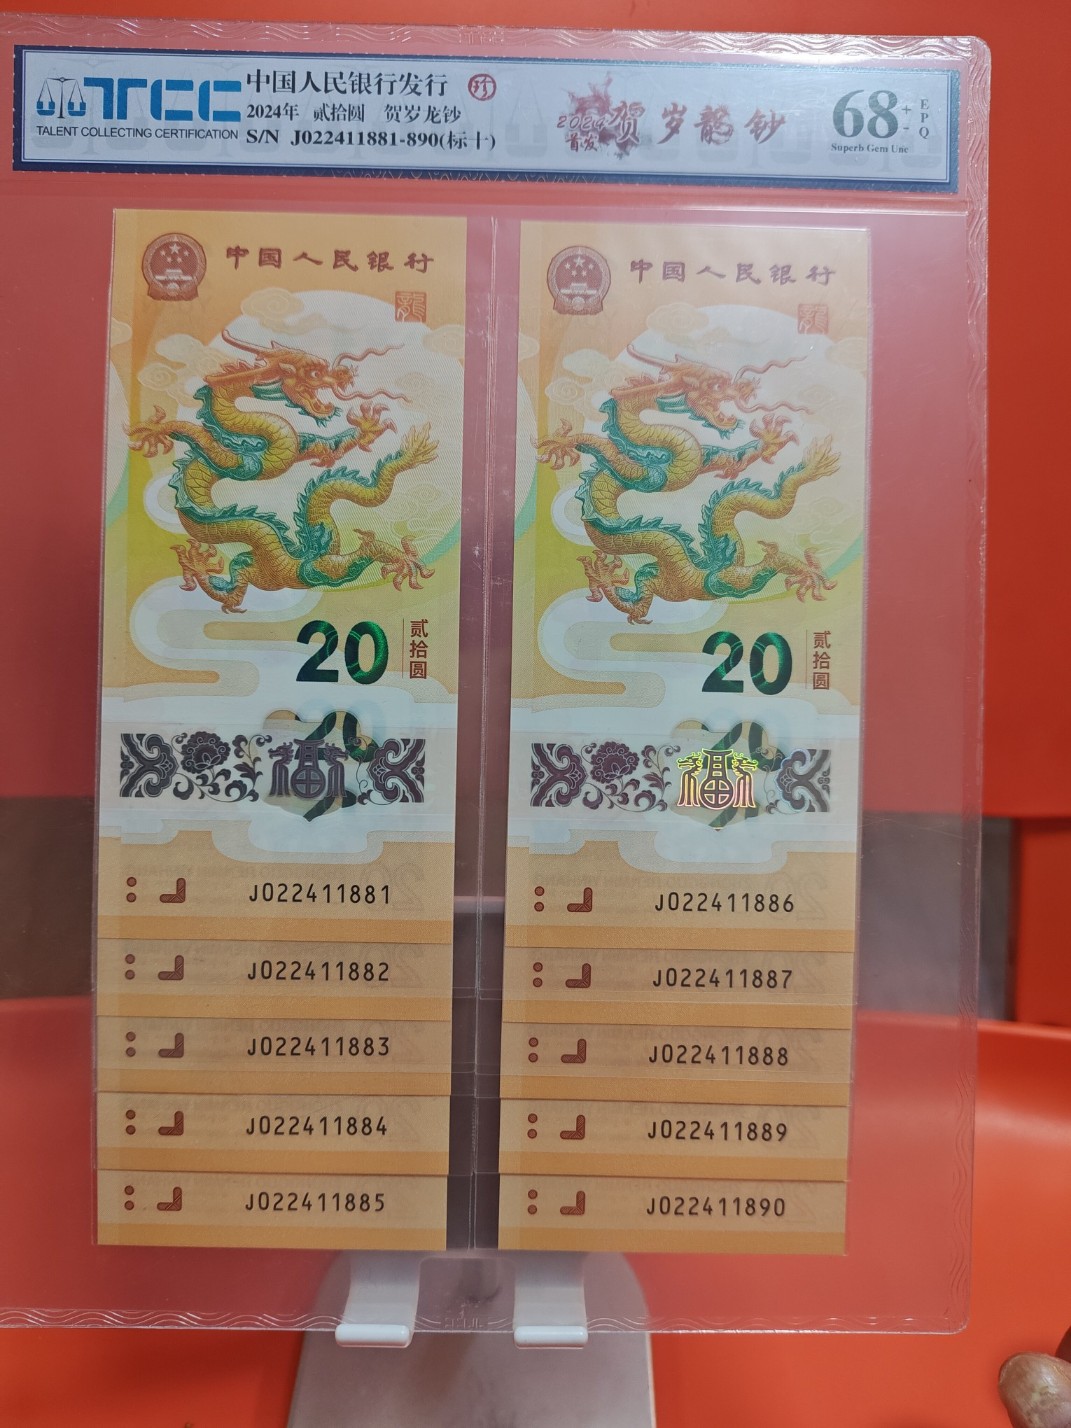 TCC
TALENT COLLECTING CERTIFICATION
中国人民银行发行 珍
2024年 贰拾圆 贺岁龙钞
S/N J022411881-890(标十)
2024
首发
贺岁龙钞
68
+
-
EPQ
Superb Gem Unc
中国人民银行
20
贰拾圆
福
J022411881
J022411882
J022411883
J022411884
J022411885
中国人民银行
20
贰拾圆
福
J022411886
J022411887
J022411888
J022411889
J022411890